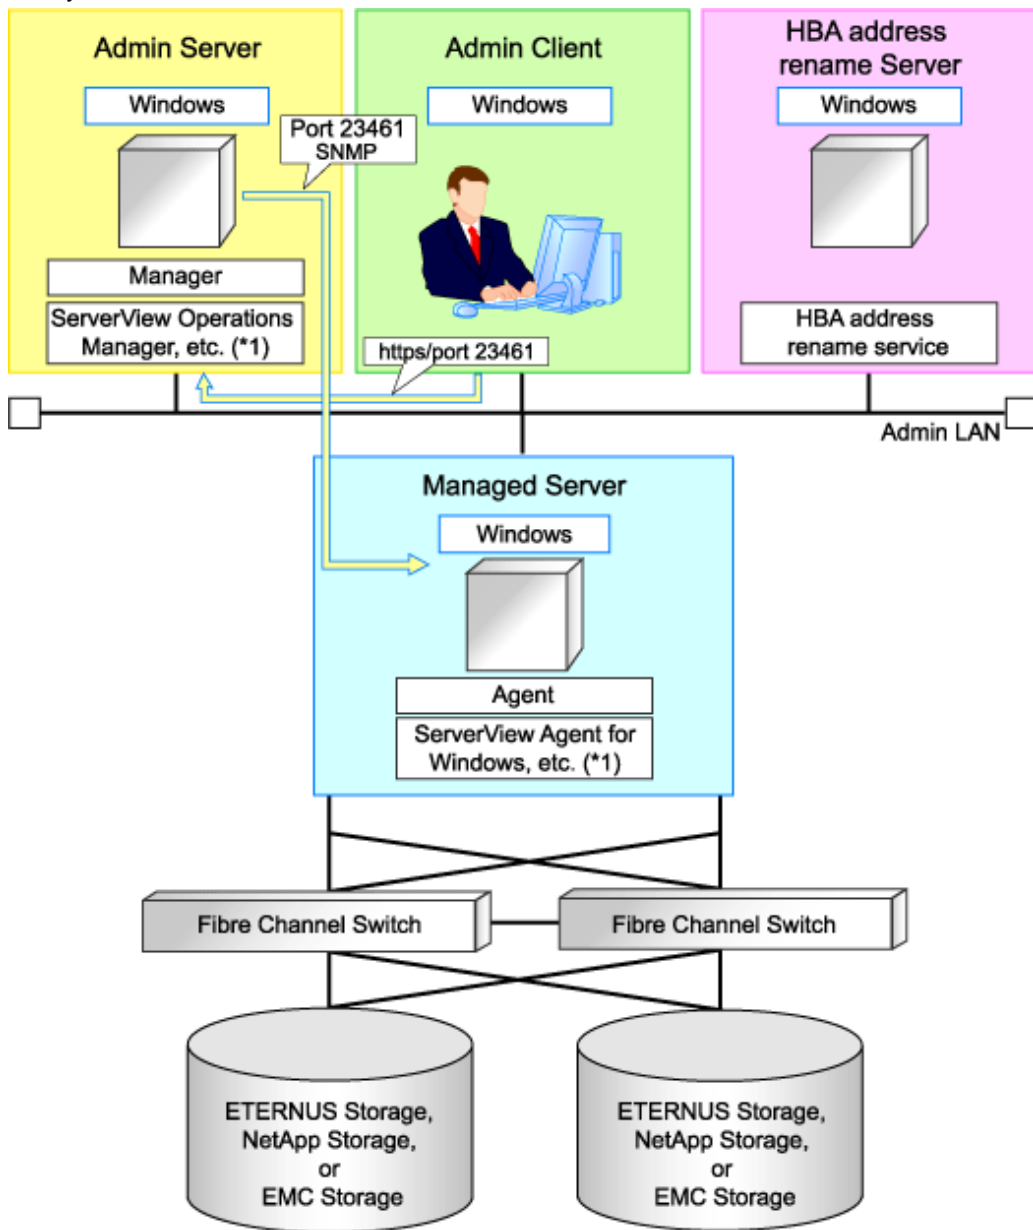 Admin Server
Windows
Port 23461
SNMP
Manager
ServerView Operations
Manager, etc. (*1)
Admin Client
Windows
https/port 23461
HBA address
rename Server
Windows
HBA address
rename service
Admin LAN
Managed Server
Windows
Agent
ServerView Agent for
Windows, etc. (*1)
Fibre Channel Switch
Fibre Channel Switch
ETERNUS Storage,
NetApp Storage,
or
EMC Storage
ETERNUS Storage,
NetApp Storage,
or
EMC Storage